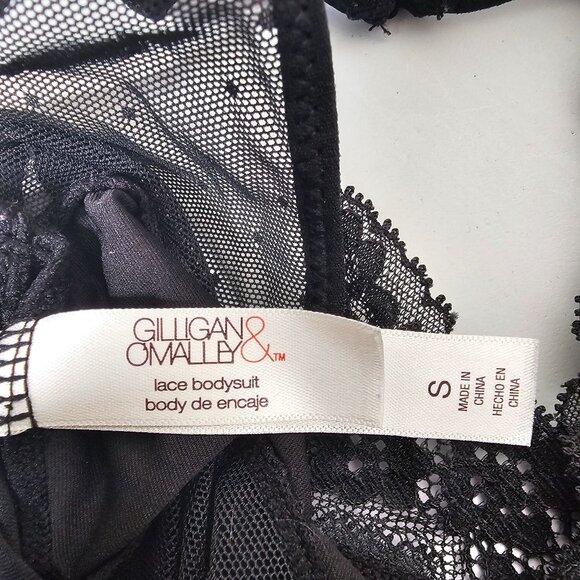 GILLIGAN &
O'MALLEY™
lace bodysuit
body de encaje
S
MADE IN
CHINA
HECHO EN
CHINA